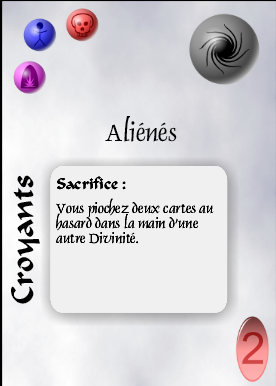 Aliénés
Croyants
Sacrifice :
Vous piochez deux cartes au
hasard dans la main d'une
autre Divinité.
2